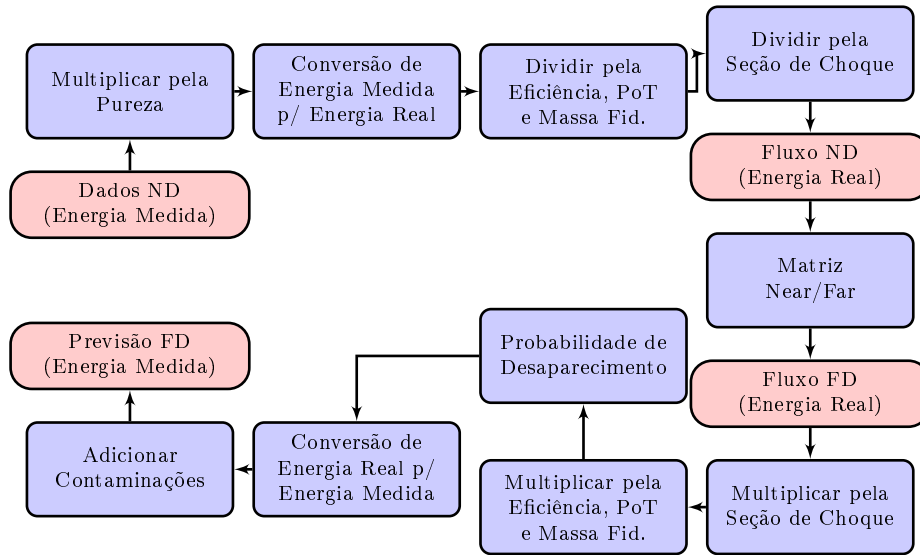 Dados ND
(Energia Medida)
Multiplicar pela
Pureza
Conversão de
Energia Medida
p/ Energia Real
Dividir pela
Eficiência, PoT
e Massa Fid.
Dividir pela
Seção de Choque
Fluxo ND
(Energia Real)
Matriz
Near/Far
Fluxo FD
(Energia Real)
Multiplicar pela
Seção de Choque
Multiplicar pela
Eficiência, PoT
e Massa Fid.
Probabilidade de
Desaparecimento
Conversão de
Energia Real p/
Energia Medida
Adicionar
Contaminações
Previsão FD
(Energia Medida)